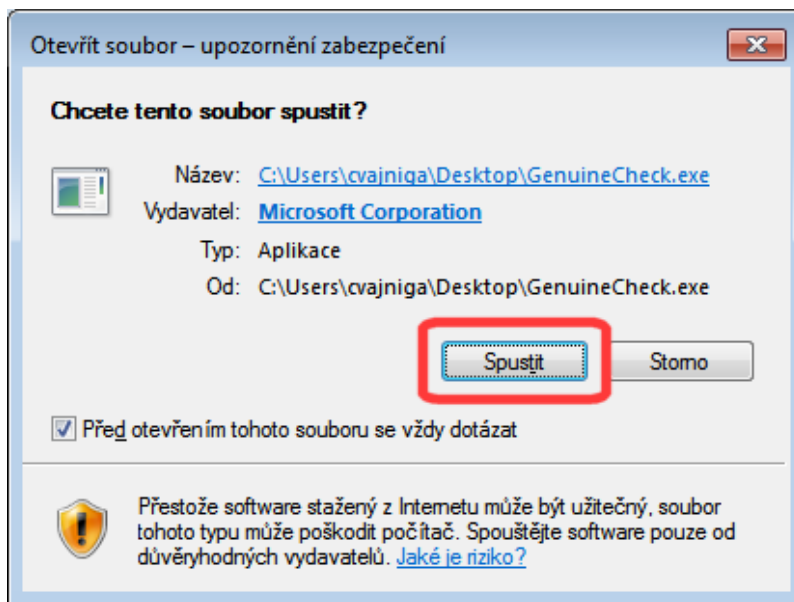 Otevřít soubor – upozornění zabezpečení
Chcete tento soubor spustit?
Název: C:\Users\cvajniga\Desktop\GenuineCheck.exe
Vydavatel: Microsoft Corporation
Typ: Aplikace
Od: C:\Users\cvajniga\Desktop\GenuineCheck.exe
Spustit Storno
Před otevřením tohoto souboru se vždy dotázat
Přestože software stažený z Internetu může být užitečný, soubor
tohoto typu může poškodit počítač. Spouštějte software pouze od
důvěryhodných vydavatelů. Jaké je riziko?